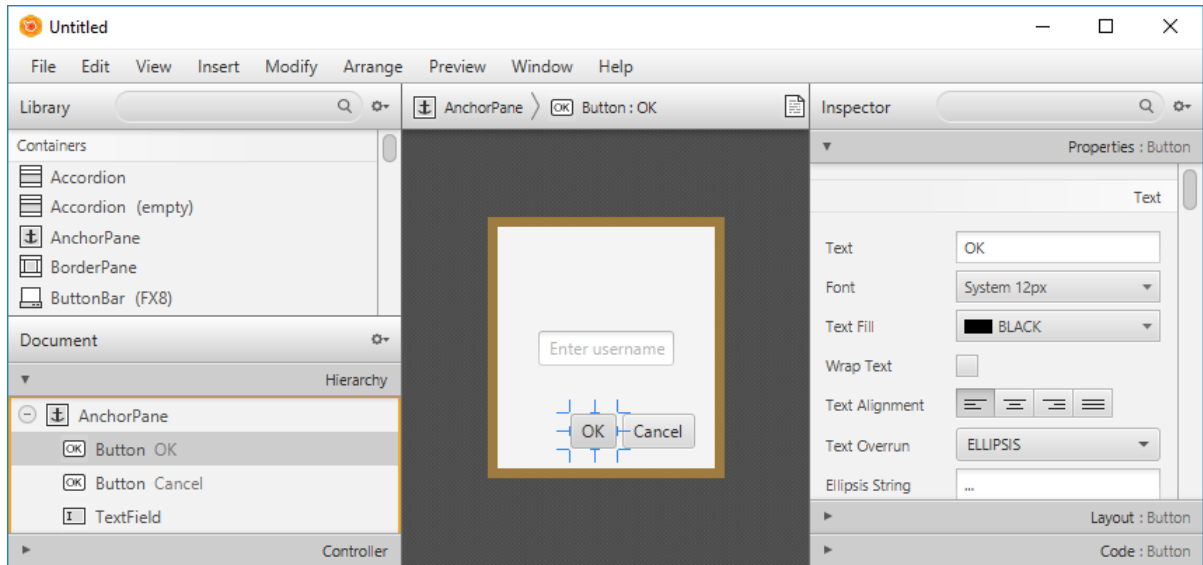 Untitled
File Edit View Insert Modify Arrange Preview Window Help
Library
Containers
Accordion
Accordion (empty)
AnchorPane
BorderPane
ButtonBar (FX8)
Document
Hierarchy
AnchorPane
OK Button OK
OK Button Cancel
I TextField
Controller
AnchorPane OK Button : OK
Enter username
OK Cancel
Inspector
Properties : Button
Text
Text OK
Font System 12px
Text Fill BLACK
Wrap Text
Text Alignment
Text Overrun ELLIPSIS
Ellipsis String ...
Layout : Button
Code : Button